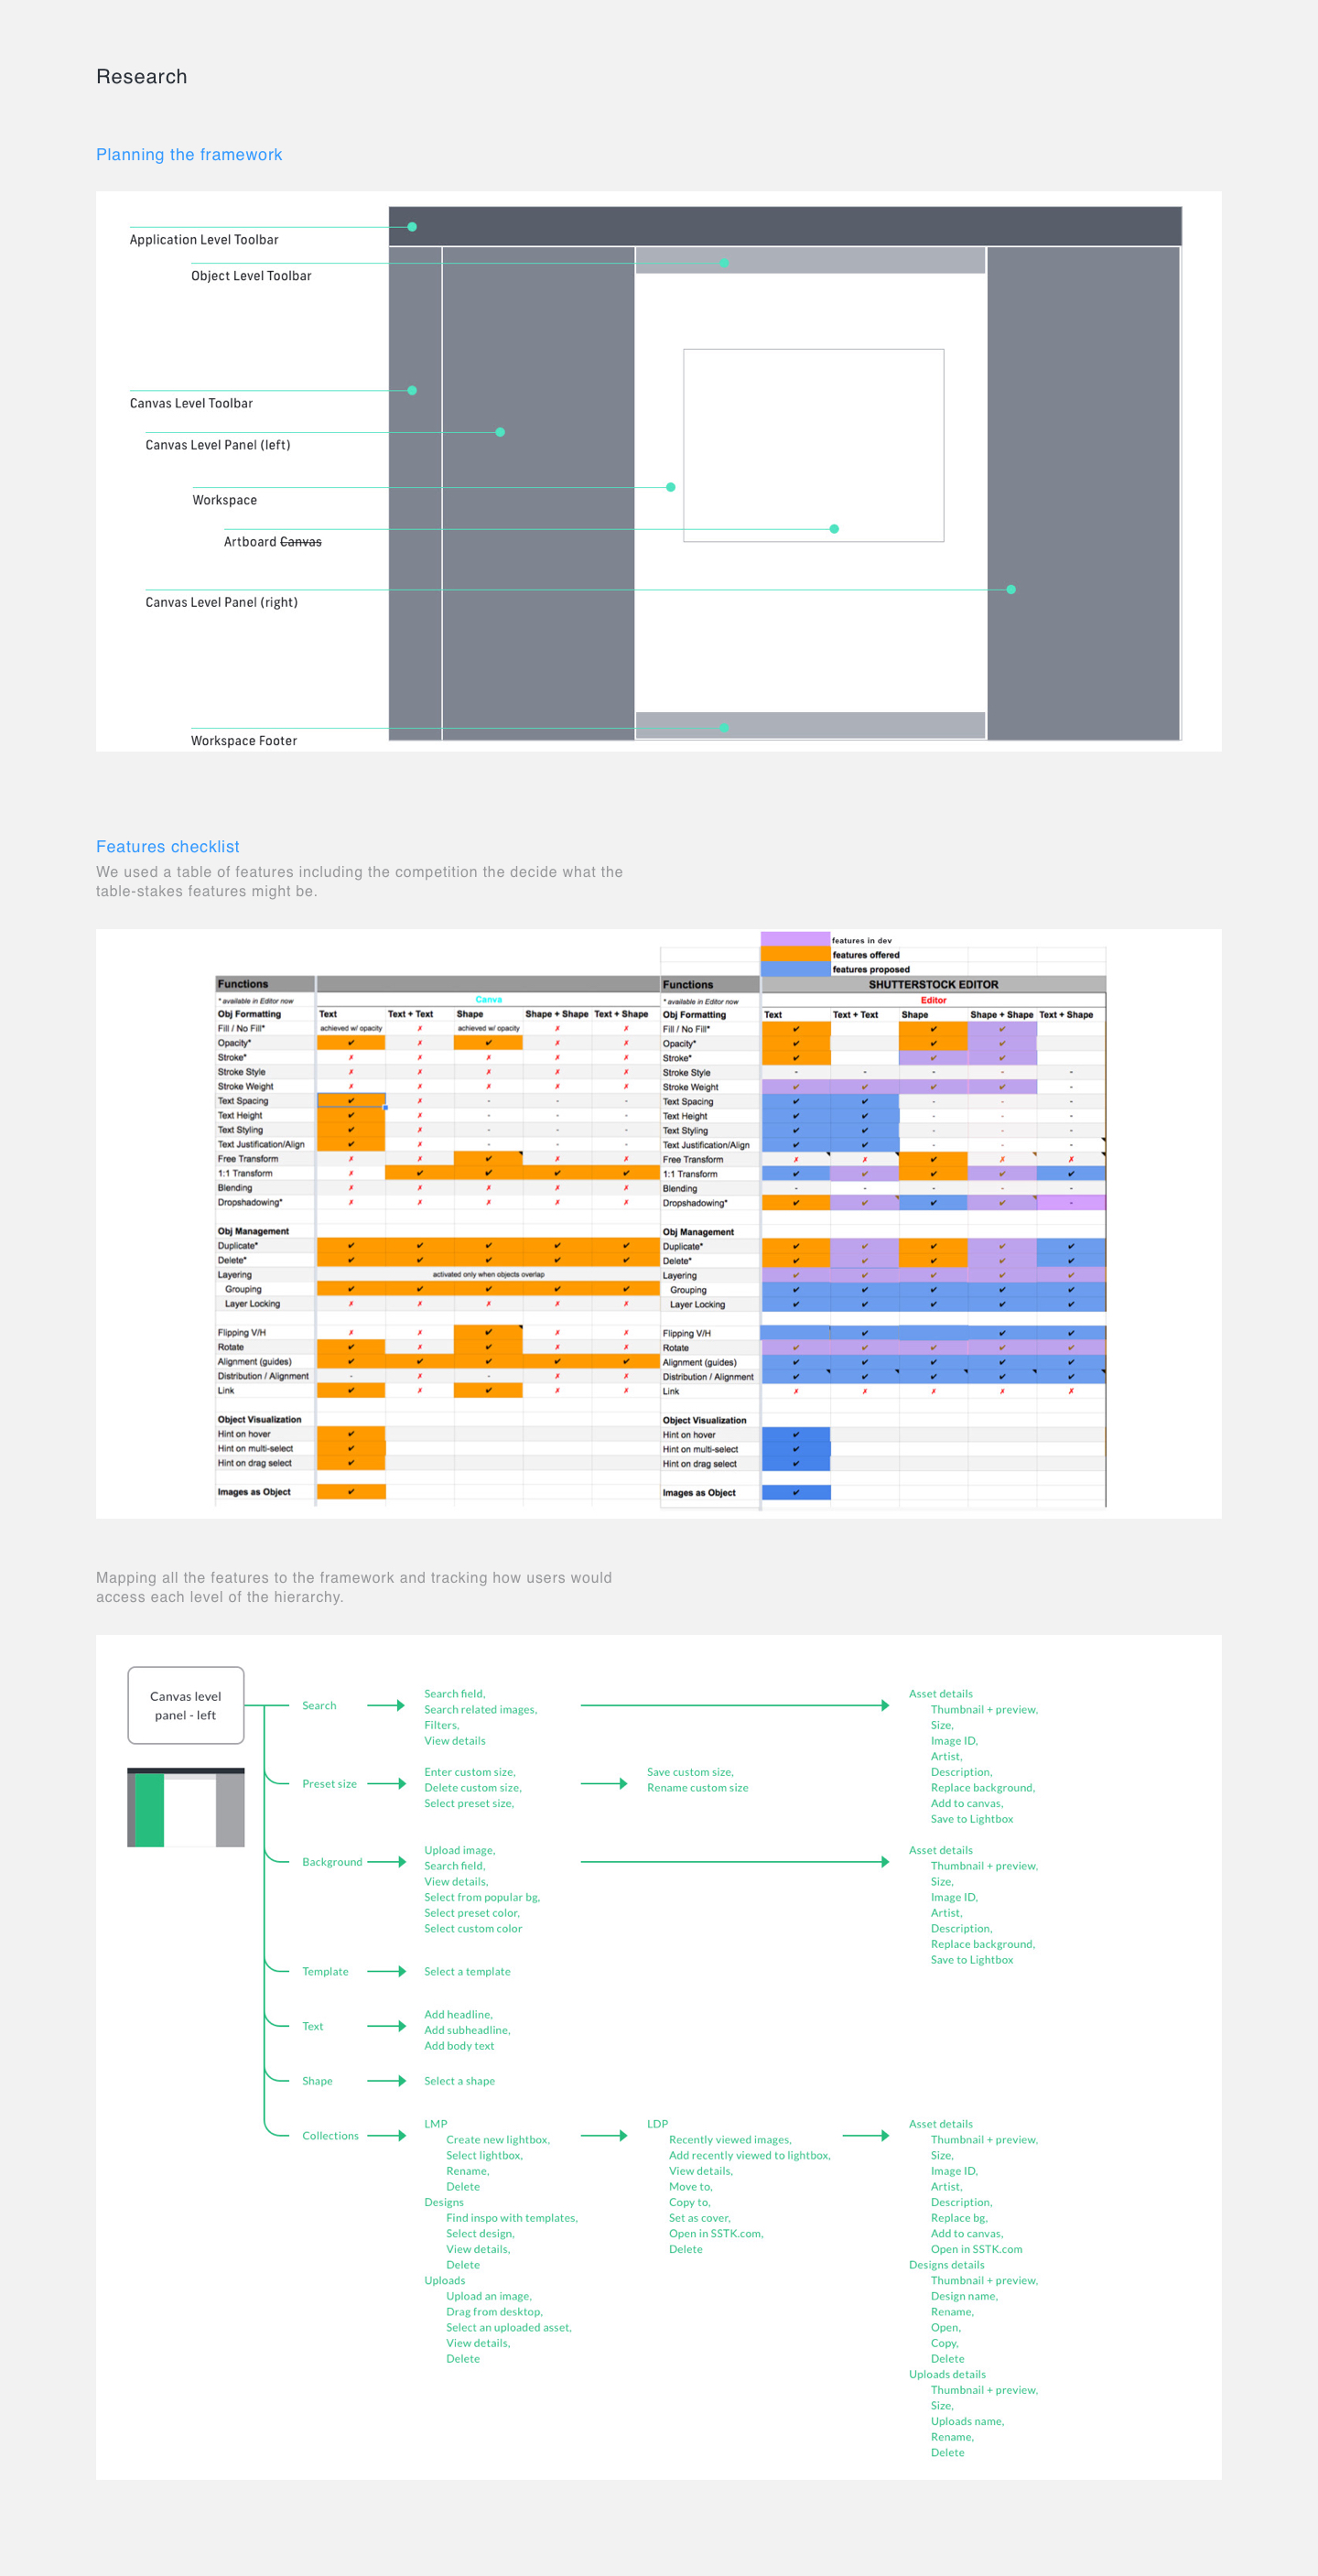 Research
Planning the framework
Application Level Toolbar
Object Level Toolbar
Canvas Level Toolbar
Canvas Level Panel (left)
Workspace
Artboard Canvas
Canvas Level Panel (right)
Workspace Footer
Features checklist
We used a table of features including the competition the decide what the
table-stakes features might be.
features in dev
features offered
features proposed
Functions Functions SHUTTERSTOCK EDITOR
* available in Editor now Canva * available in Editor now Editor
Obj Formatting Text Text + Text Shape Shape + Shape Text + Shape Obj Formatting Text Text + Text Shape Shape + Shape Text + Shape
Fill / No Fill* achieved w/ opacity ✗ achieved w/ opacity ✗ ✗ Fill / No Fill* ✔ ✔ ✔
Opacity* ✔ ✗ ✔ ✗ ✗ Opacity* ✔ ✔ ✔
Stroke* ✗ ✗ ✗ ✗ ✗ Stroke* ✔ ✔ ✔
Stroke Style ✗ ✗ ✗ ✗ ✗ Stroke Style - - - - -
Stroke Weight ✗ ✗ ✗ ✗ ✗ Stroke Weight ✔ ✔ ✔ ✔ -
Text Spacing ✔ ✗ - - - Text Spacing ✔ ✔ - - -
Text Height ✔ ✗ - - - Text Height ✔ ✔ - - -
Text Styling ✔ ✗ - - - Text Styling ✔ ✔ - - -
Text Justification/Align ✔ ✗ - - - Text Justification/Align ✔ ✔ - - -
Free Transform ✗ ✗ ✔ ✗ ✗ Free Transform ✗ ✗ ✔ ✗ ✗
1:1 Transform ✗ ✔ ✔ ✔ ✔ 1:1 Transform ✔ ✔ ✔ ✔ ✔
Blending ✗ ✗ ✗ ✗ ✗ Blending - - - - -
Dropshadowing* ✗ ✗ ✗ ✗ ✗ Dropshadowing* ✔ ✔ ✔ ✔ -
Obj Management Obj Management
Duplicate* ✔ ✔ ✔ ✔ ✔ Duplicate* ✔ ✔ ✔ ✔ ✔
Delete* ✔ ✔ ✔ ✔ ✔ Delete* ✔ ✔ ✔ ✔ ✔
Layering activated only when objects overlap Layering ✔ ✔ ✔ ✔ ✔
Grouping ✔ ✔ ✔ ✔ ✔ Grouping ✔ ✔ ✔ ✔ ✔
Layer Locking ✗ ✗ ✗ ✗ ✗ Layer Locking ✔ ✔ ✔ ✔ ✔
Flipping V/H ✗ ✗ ✔ ✗ ✗ Flipping V/H ✔ ✔ ✔
Rotate ✔ ✗ ✔ ✗ ✗ Rotate ✔ ✔ ✔ ✔ ✔
Alignment (guides) ✔ ✔ ✔ ✔ ✔ Alignment (guides) ✔ ✔ ✔ ✔ ✔
Distribution / Alignment - ✗ - ✗ ✗ Distribution / Alignment ✔ ✔ ✔ ✔ ✔
Link ✔ ✗ ✔ ✗ ✗ Link ✗ ✗ ✗ ✗ ✗
Object Visualization Object Visualization
Hint on hover ✔ Hint on hover ✔
Hint on multi-select ✔ Hint on multi-select ✔
Hint on drag select ✔ Hint on drag select ✔
Images as Object ✔ Images as Object ✔
Mapping all the features to the framework and tracking how users would
access each level of the hierarchy.
Canvas level
panel - left
Search
Search field,
Search related images,
Filters,
View details
Asset details
Thumbnail + preview,
Size,
Image ID,
Artist,
Description,
Replace background,
Add to canvas,
Save to Lightbox
Preset size
Enter custom size,
Delete custom size,
Select preset size,
Save custom size,
Rename custom size
Background
Upload image,
Search field,
View details,
Select from popular bg,
Select preset color,
Select custom color
Asset details
Thumbnail + preview,
Size,
Image ID,
Artist,
Description,
Replace background,
Save to Lightbox
Template
Select a template
Text
Add headline,
Add subheadline,
Add body text
Shape
Select a shape
Collections
LMP
Create new lightbox,
Select lightbox,
Rename,
Delete
Designs
Find inspo with templates,
Select design,
View details,
Delete
Uploads
Upload an image,
Drag from desktop,
Select an uploaded asset,
View details,
Delete
LDP
Recently viewed images,
Add recently viewed to lightbox,
View details,
Move to,
Copy to,
Set as cover,
Open in SSTK.com,
Delete
Asset details
Thumbnail + preview,
Size,
Image ID,
Artist,
Description,
Replace bg,
Add to canvas,
Open in SSTK.com
Designs details
Thumbnail + preview,
Design name,
Rename,
Open,
Copy,
Delete
Uploads details
Thumbnail + preview,
Size,
Uploads name,
Rename,
Delete